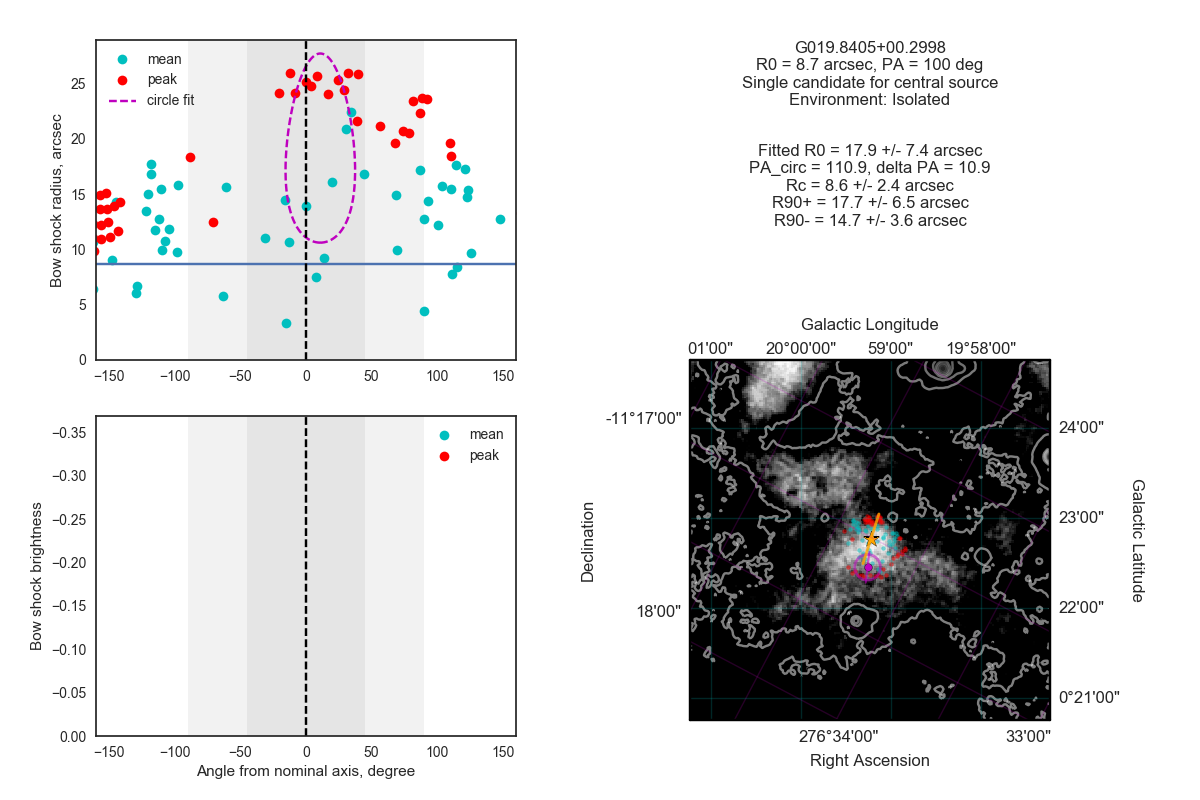 mean
peak
circle fit
Bow shock radius, arcsec
25
20
15
10
5
0
−150 −100 −50 0 50 100 150
G019.8405+00.2998
R0 = 8.7 arcsec, PA = 100 deg
Single candidate for central source
Environment: Isolated
Fitted R0 = 17.9 +/- 7.4 arcsec
PA_circ = 110.9, delta PA = 10.9
Rc = 8.6 +/- 2.4 arcsec
R90+ = 17.7 +/- 6.5 arcsec
R90- = 14.7 +/- 3.6 arcsec
mean
peak
Bow shock brightness
−0.35
−0.30
−0.25
−0.20
−0.15
−0.10
−0.05
0.00
−150 −100 −50 0 50 100 150
Angle from nominal axis, degree
Galactic Longitude
01'00" 20°00'00" 59'00" 19°58'00"
-11°17'00"
18'00"
Declination
24'00"
23'00"
22'00"
0°21'00"
Galactic Latitude
276°34'00" 33'00"
Right Ascension